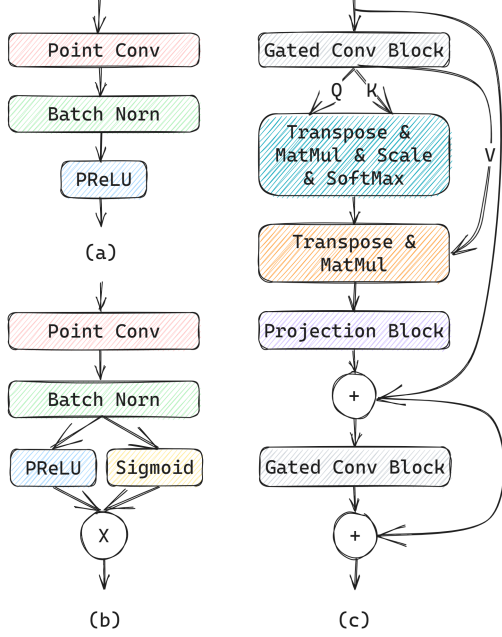 Point Conv
Batch Norn
PReLU
(a)
Point Conv
Batch Norn
PReLU
Sigmoid
X
(b)
Gated Conv Block
Q
K
V
Transpose &
MatMul & Scale
& SoftMax
Transpose &
MatMul
Projection Block
+
Gated Conv Block
+
(c)